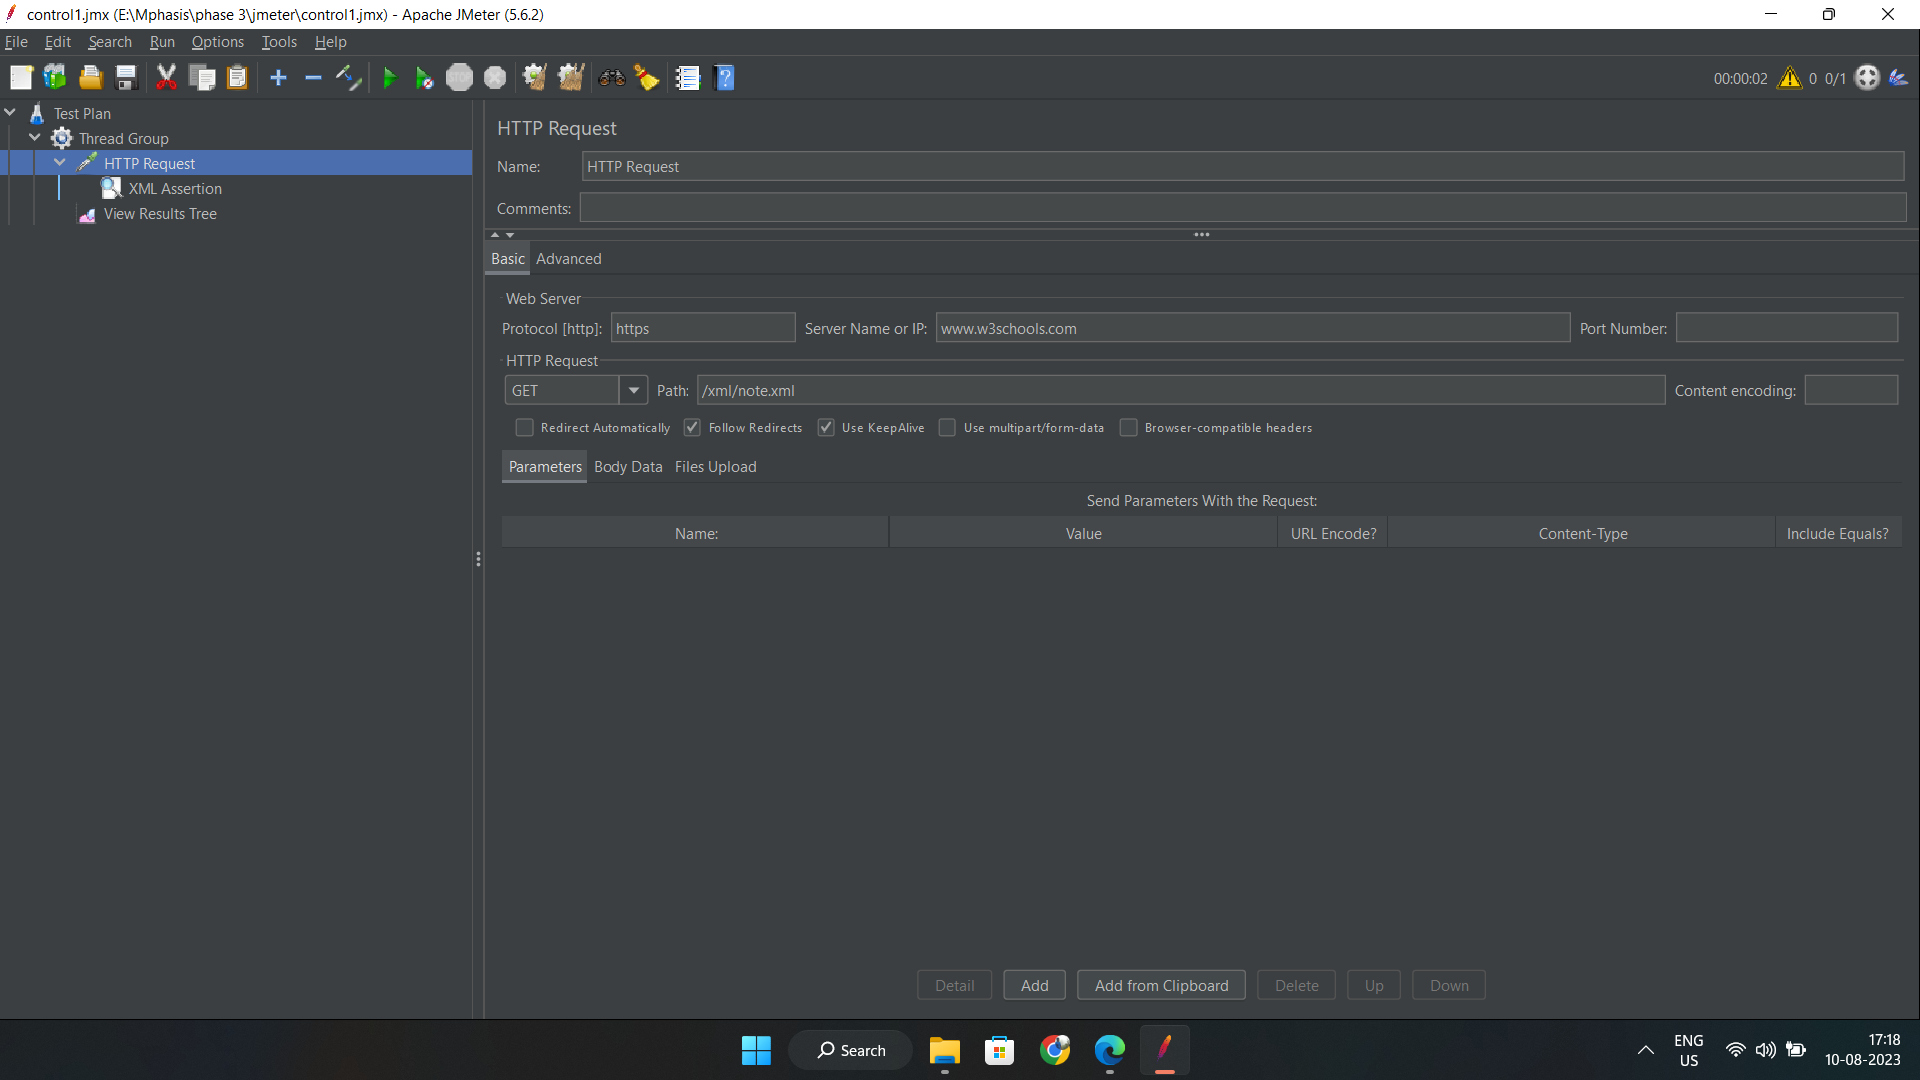 control1.jmx (E:\Mphasis\phase 3\jmeter\control1.jmx) - Apache JMeter (5.6.2)
File Edit Search Run Options Tools Help
STOP
00:00:02 0 0/1
Test Plan
Thread Group
HTTP Request
XML Assertion
View Results Tree
HTTP Request
Name: HTTP Request
Comments:
Basic Advanced
Web Server
Protocol [http]: https Server Name or IP: www.w3schools.com Port Number:
HTTP Request
GET Path: /xml/note.xml Content encoding:
Redirect Automatically Follow Redirects Use KeepAlive Use multipart/form-data Browser-compatible headers
Parameters Body Data Files Upload
Send Parameters With the Request:
Name: Value URL Encode? Content-Type Include Equals?
Detail Add Add from Clipboard Delete Up Down
Search
ENG
US
17:18
10-08-2023